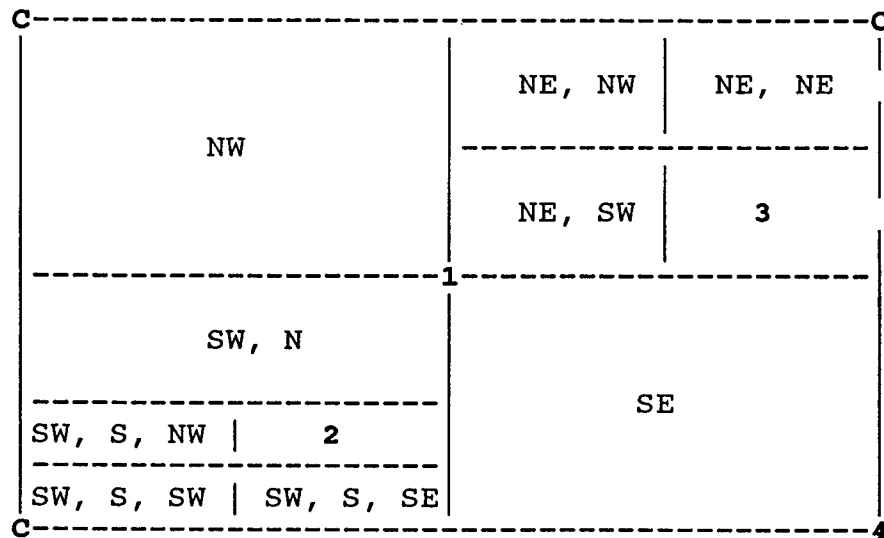 C C
NE, NW NE, NE
NW
NE, SW 3
1
SW, N
SE
SW, S, NW 2
SW, S, SW SW, S, SE
C 4